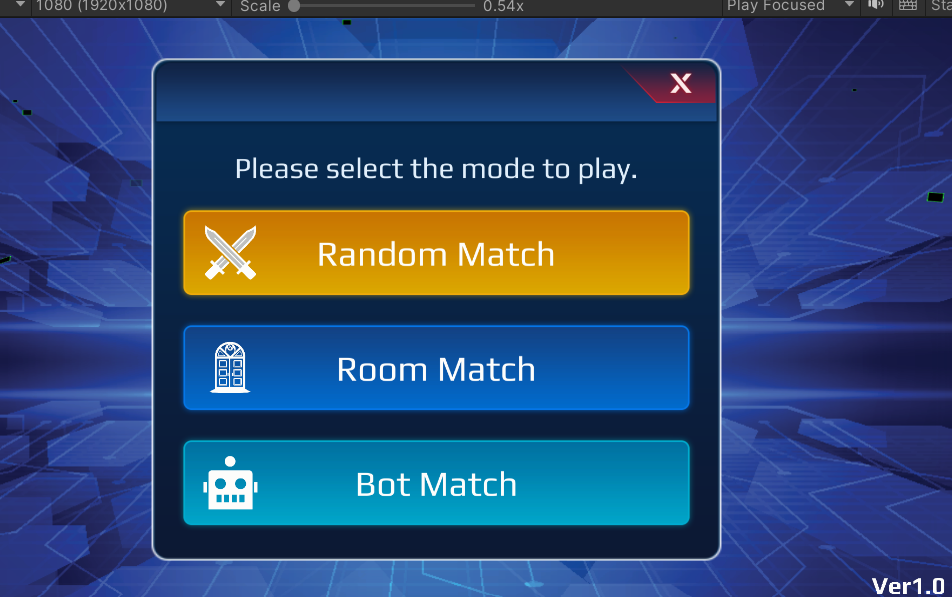 1080 (1920x1080) Scale 0.54x Play Focused
X
Please select the mode to play.
Random Match
Room Match
Bot Match
Ver1.0